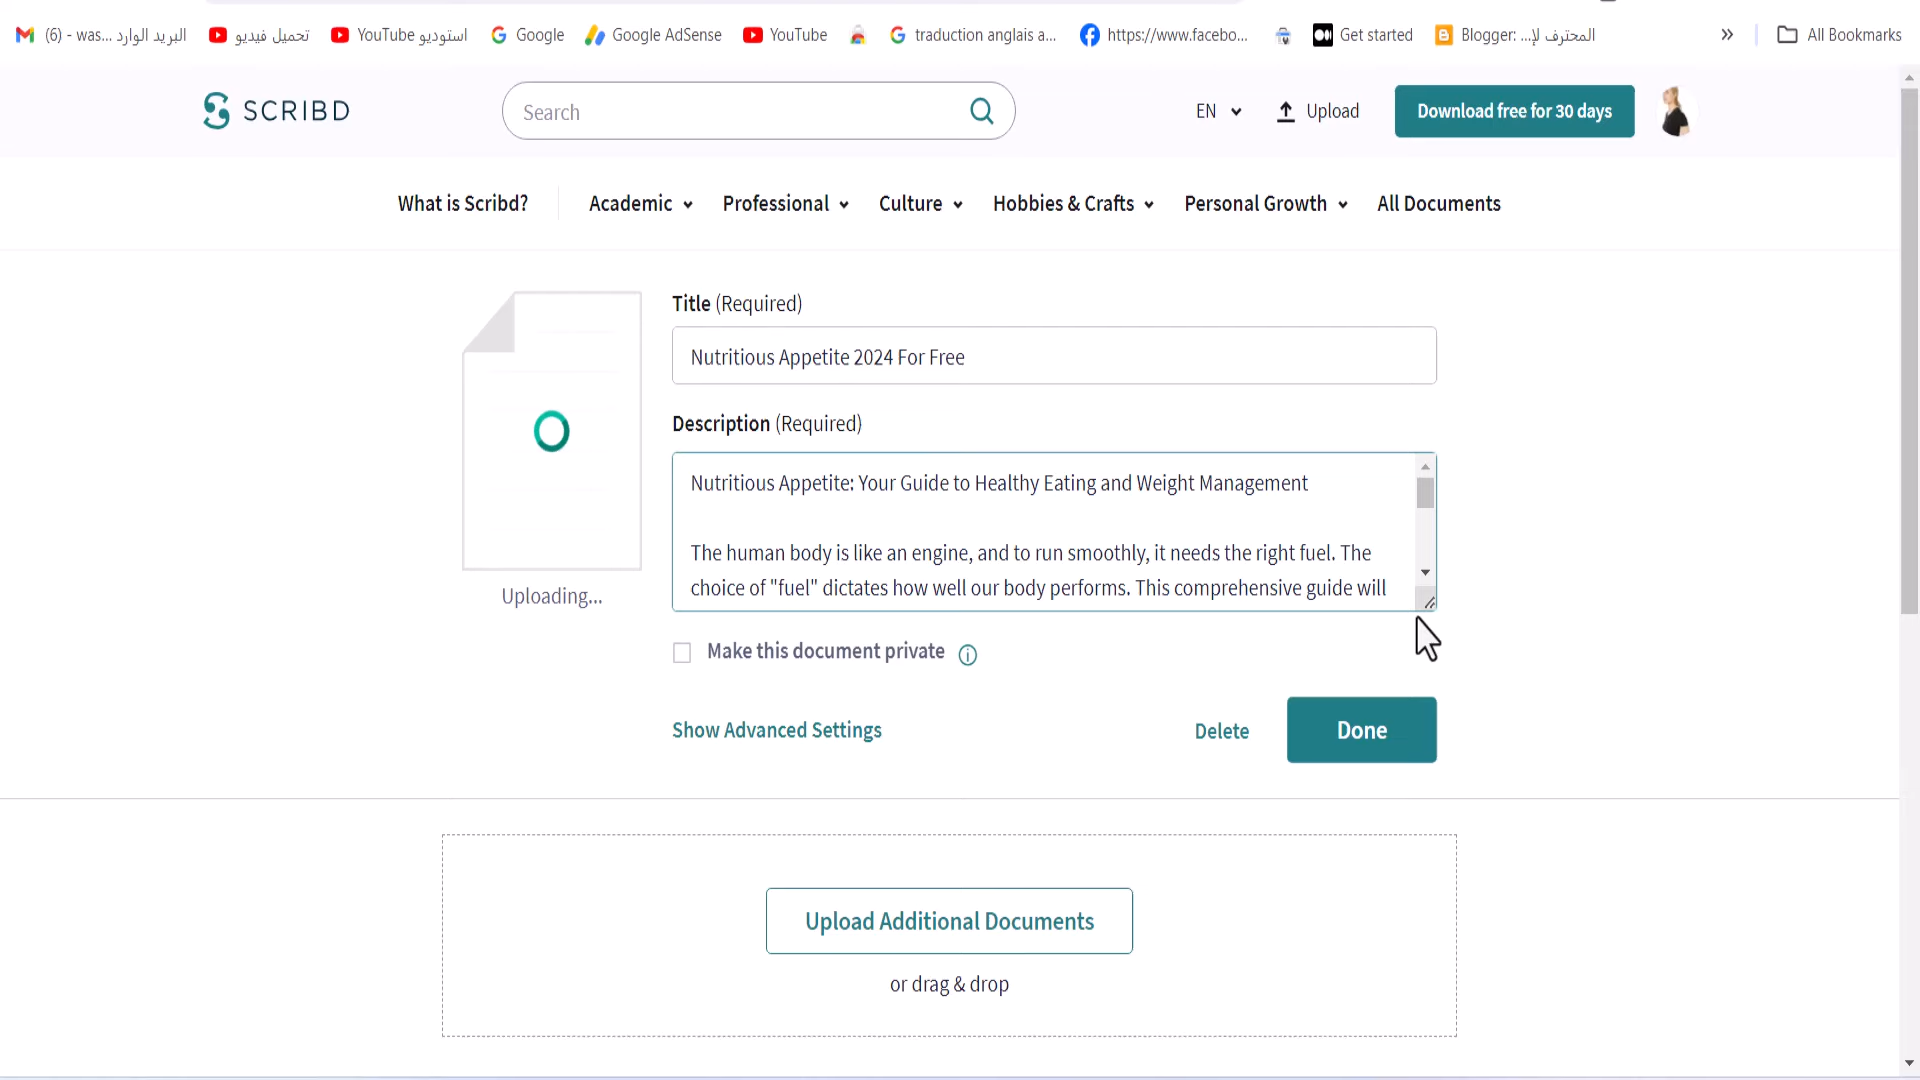 (6) - was... البريد الوارد
تحميل فيديو
استوديو YouTube
Google
Google AdSense
YouTube
traduction anglais a...
https://www.facebo...
Get started
Blogger: ...المحترف لإ
»
All Bookmarks
SCRIBD
Search
EN
Upload
Download free for 30 days
What is Scribd?
Academic
Professional
Culture
Hobbies & Crafts
Personal Growth
All Documents
Title (Required)
Nutritious Appetite 2024 For Free
Description (Required)
Nutritious Appetite: Your Guide to Healthy Eating and Weight Management
The human body is like an engine, and to run smoothly, it needs the right fuel. The
choice of "fuel" dictates how well our body performs. This comprehensive guide will
Uploading...
Make this document private
Show Advanced Settings
Delete
Done
Upload Additional Documents
or drag & drop